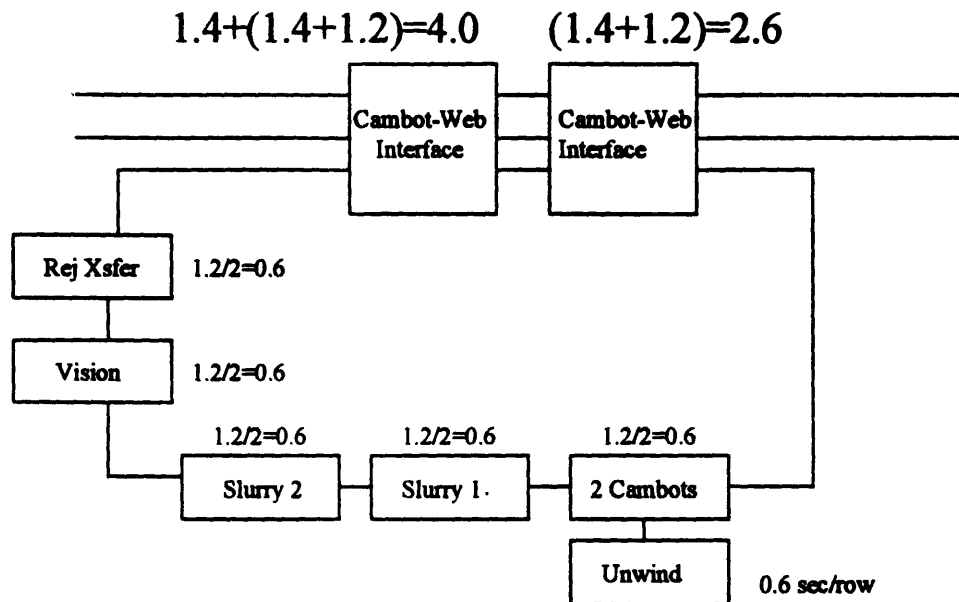 1.4+(1.4+1.2)=4.0 (1.4+1.2)=2.6
Cambot-Web
Interface
Cambot-Web
Interface
Rej Xsfer
1.2/2=0.6
Vision
1.2/2=0.6
1.2/2=0.6 1.2/2=0.6 1.2/2=0.6
Slurry 2
Slurry 1
2 Cambots
Unwind
0.6 sec/row